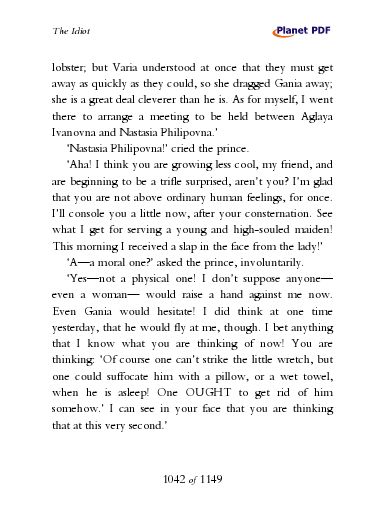 The Idiot
Planet PDF
lobster; but Varia understood at once that they must get
away as quickly as they could, so she dragged Gania away;
she is a great deal cleverer than he is. As for myself, I went
there to arrange a meeting to be held between Aglaya
Ivanovna and Nastasia Philipovna.’
‘Nastasia Philipovna!’ cried the prince.
‘Aha! I think you are growing less cool, my friend, and
are beginning to be a trifle surprised, aren’t you? I’m glad
that you are not above ordinary human feelings, for once.
I’ll console you a little now, after your consternation. See
what I get for serving a young and high-souled maiden!
This morning I received a slap in the face from the lady!’
‘A—a moral one?’ asked the prince, involuntarily.
‘Yes—not a physical one! I don’t suppose anyone—
even a woman— would raise a hand against me now.
Even Gania would hesitate! I did think at one time
yesterday, that he would fly at me, though. I bet anything
that I know what you are thinking of now! You are
thinking: ‘Of course one can’t strike the little wretch, but
one could suffocate him with a pillow, or a wet towel,
when he is asleep! One OUGHT to get rid of him
somehow.’ I can see in your face that you are thinking
that at this very second.’
1042 of 1149